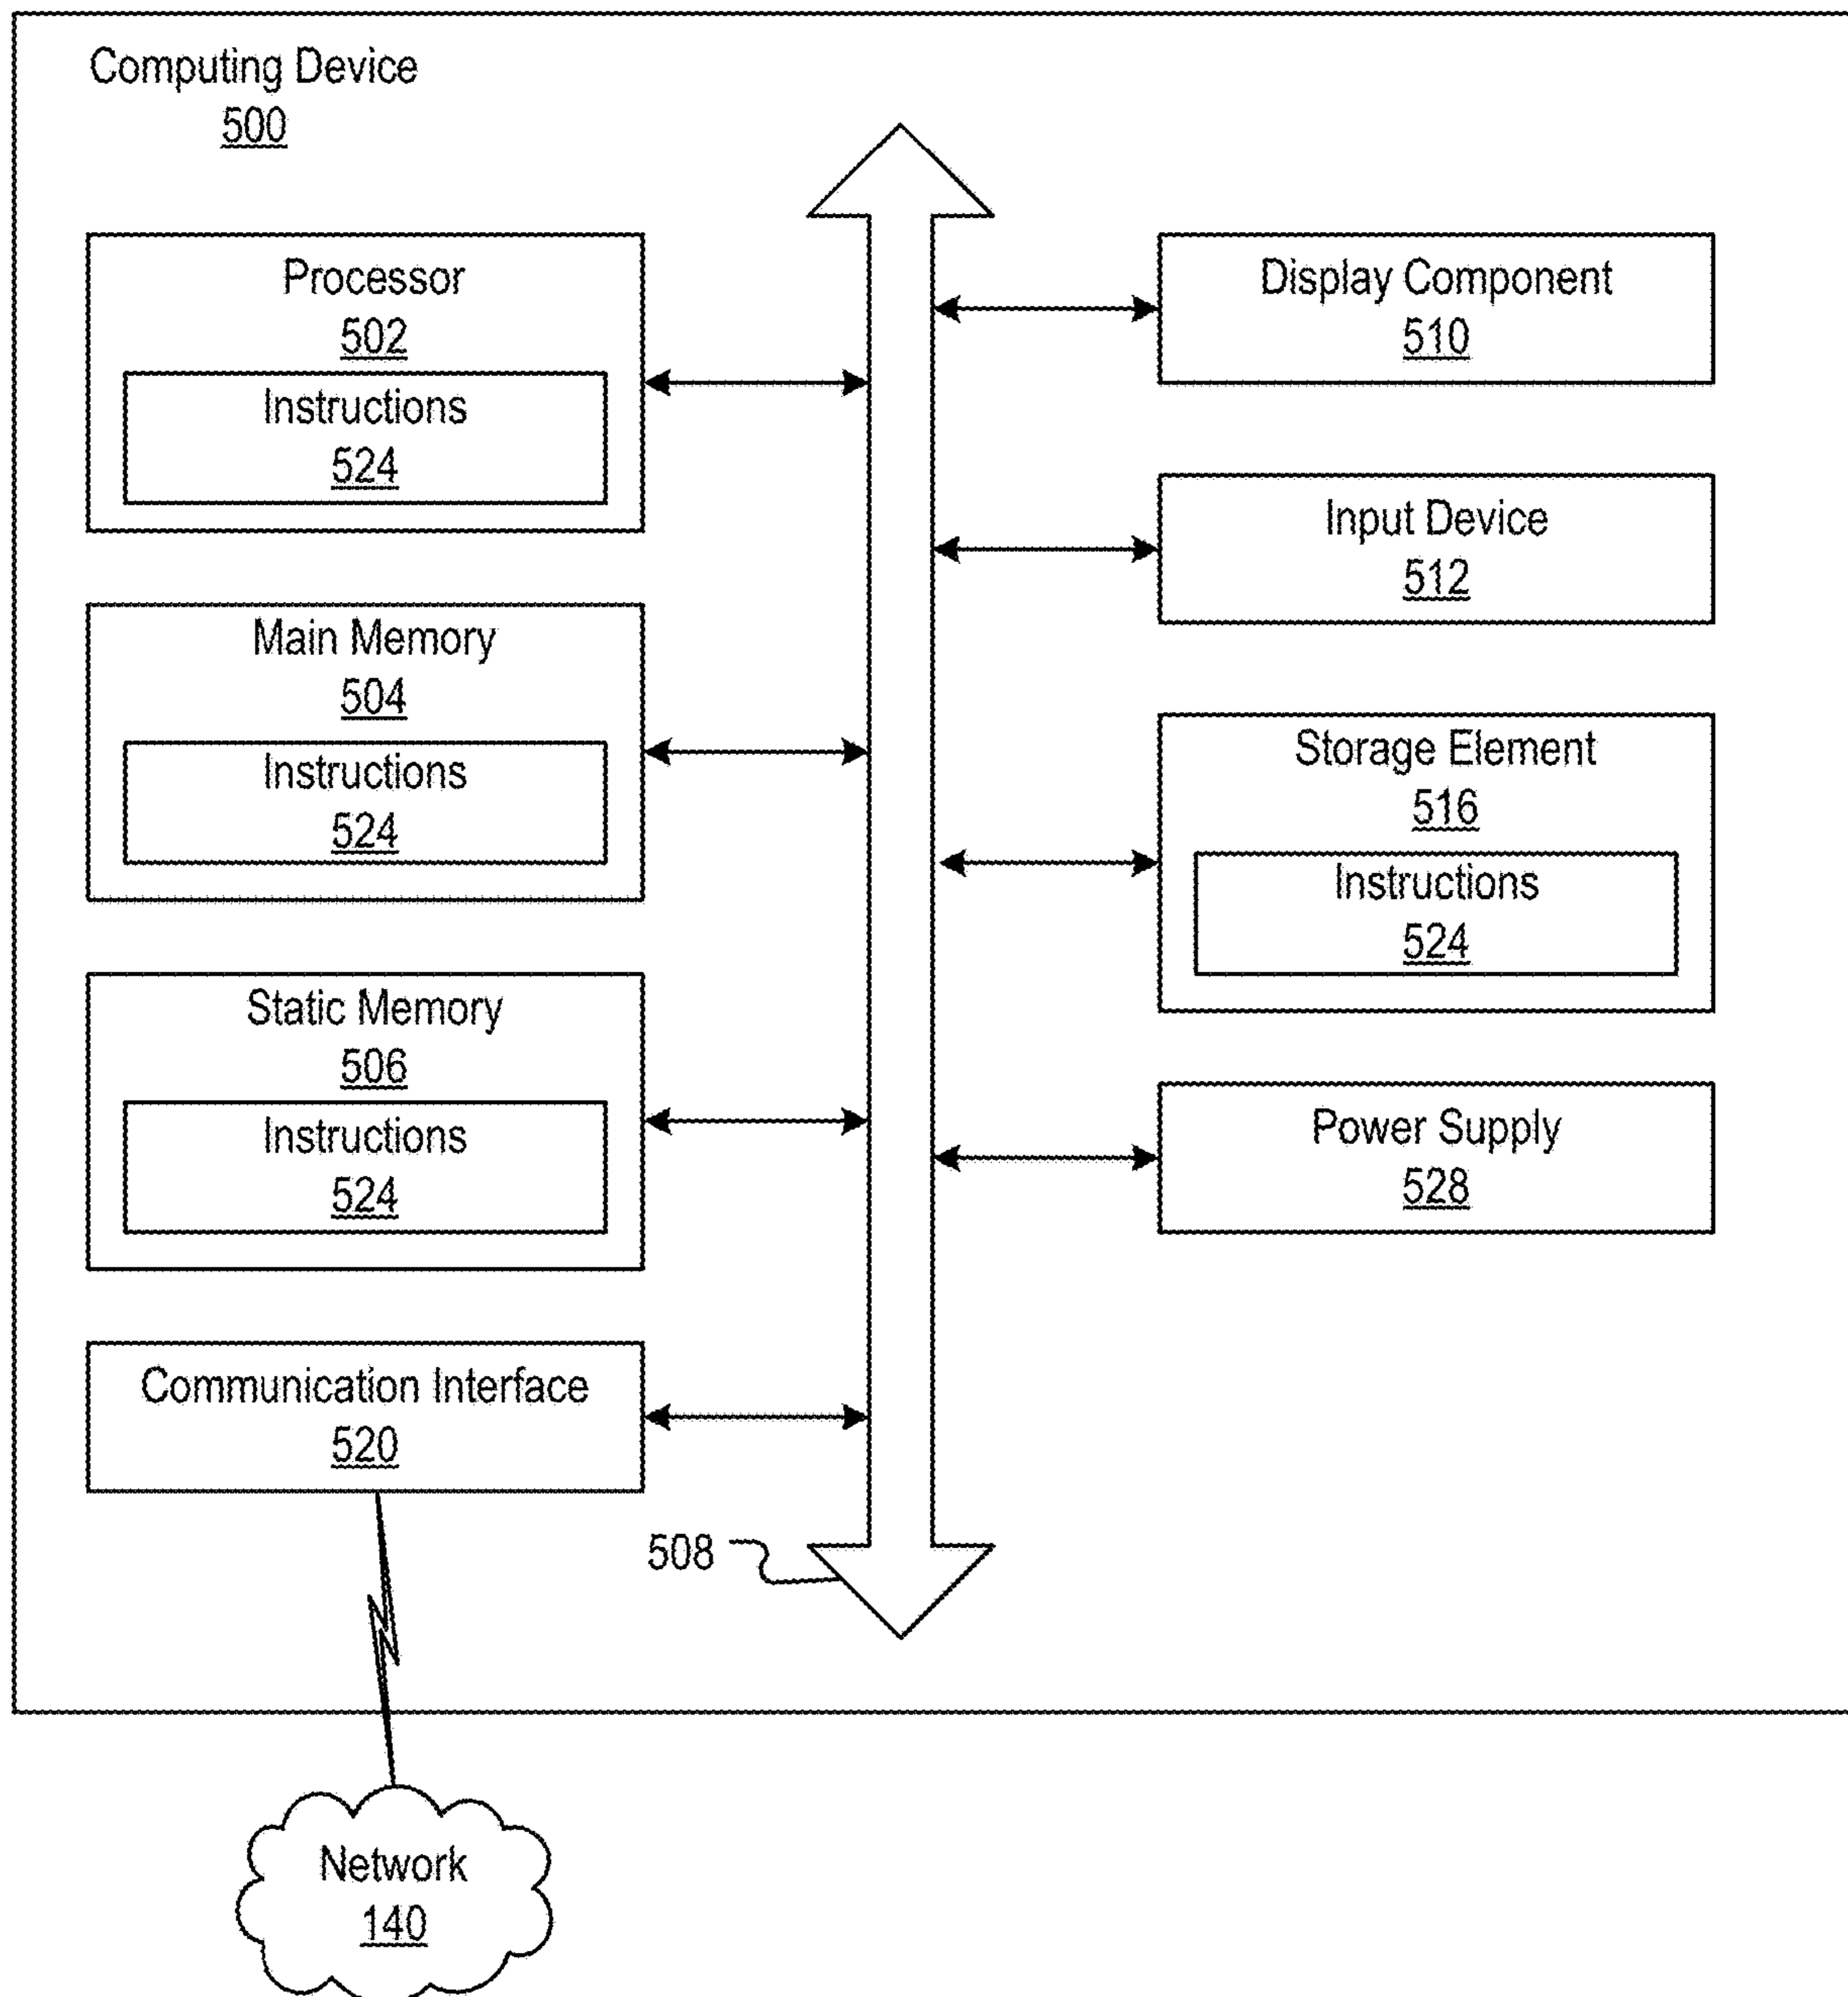 Computing Device
500
Processor
502
Instructions
524
Main Memory
504
Instructions
524
Static Memory
506
Instructions
524
Communication Interface
520
508
Display Component
510
Input Device
512
Storage Element
516
Instructions
524
Power Supply
528
Network
140